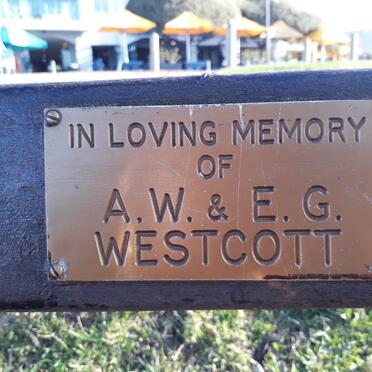 IN LOVING MEMORY
OF
A.W. & E.G.
WESTCOTT